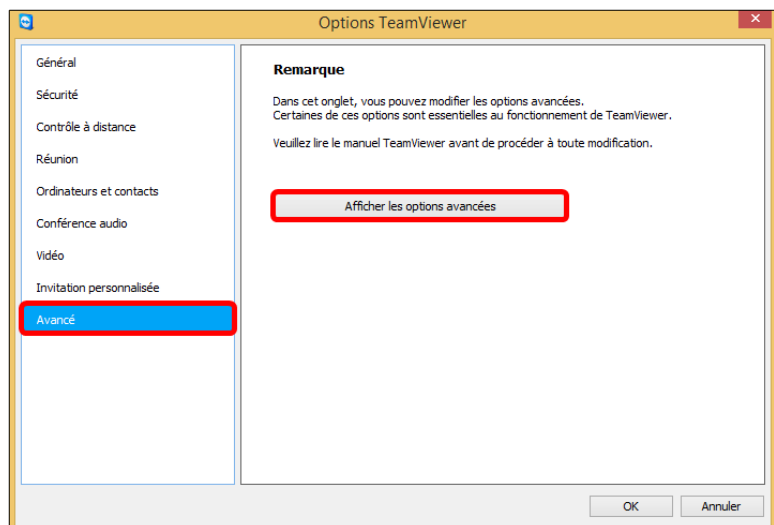 Options TeamViewer
Général
Sécurité
Contrôle à distance
Réunion
Ordinateurs et contacts
Conférence audio
Vidéo
Invitation personnalisée
Avancé
Remarque
Dans cet onglet, vous pouvez modifier les options avancées.
Certaines de ces options sont essentielles au fonctionnement de TeamViewer.
Veuillez lire le manuel TeamViewer avant de procéder à toute modification.
Afficher les options avancées
OK
Annuler